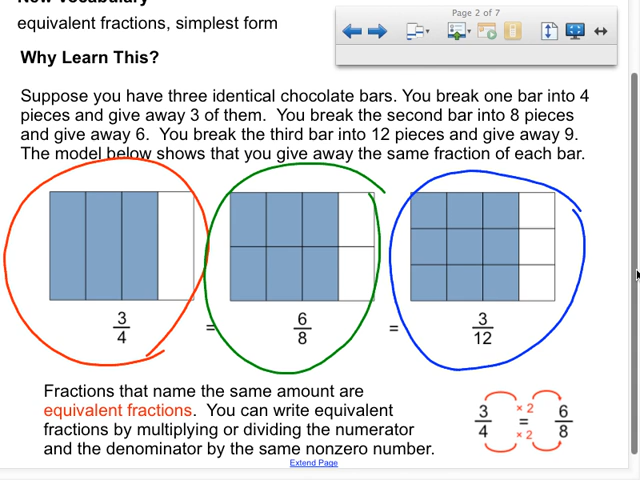 New Vocabulary
Page 2 of 7
equivalent fractions, simplest form
Why Learn This?
Suppose you have three identical chocolate bars. You break one bar into 4
pieces and give away 3 of them. You break the second bar into 8 pieces
and give away 6. You break the third bar into 12 pieces and give away 9.
The model below shows that you give away the same fraction of each bar.
3/4 = 6/8 = 3/12
Fractions that name the same amount are
equivalent fractions. You can write equivalent
fractions by multiplying or dividing the numerator
and the denominator by the same nonzero number.
3/4 × 2 = × 2 6/8
Extend Page